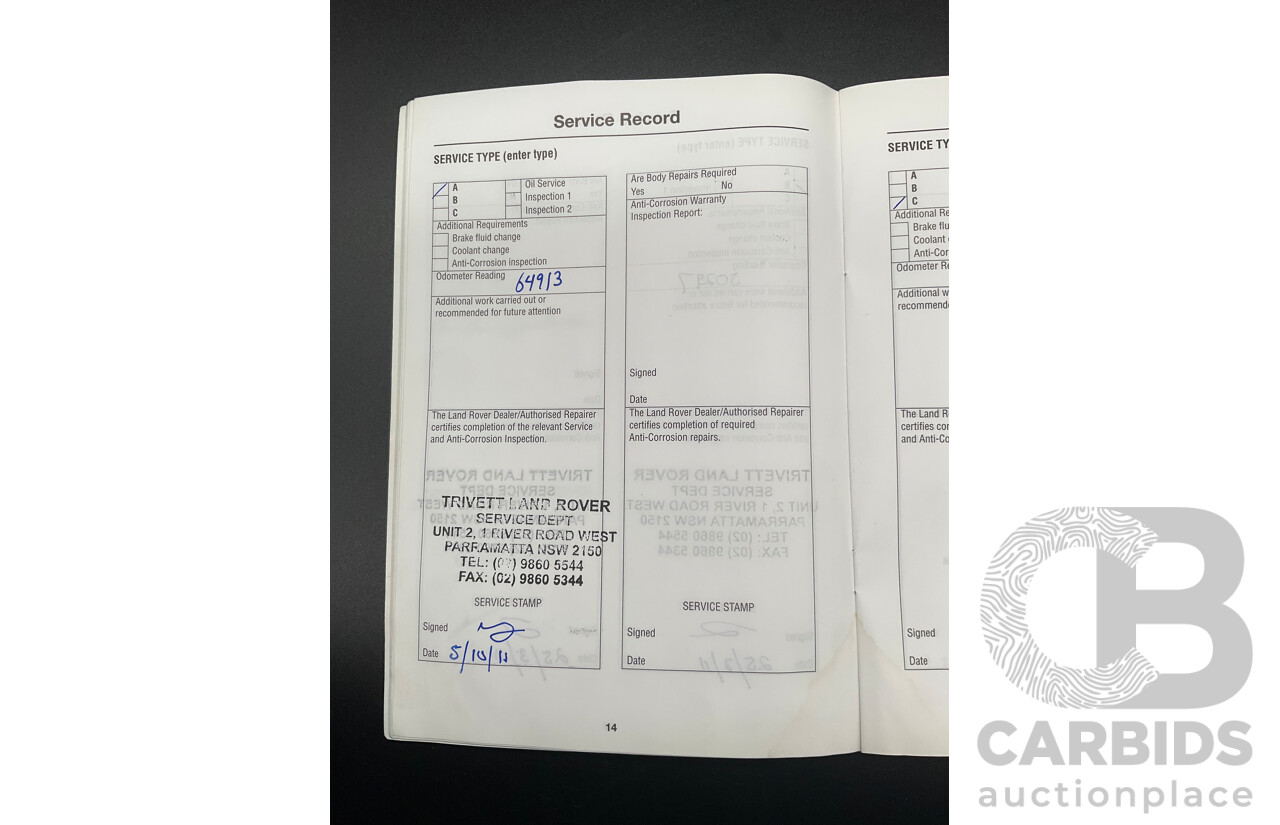 Service Record
SERVICE TYPE (enter type)
A
B
C
Oil Service
Inspection 1
Inspection 2
Additional Requirements
Brake fluid change
Coolant change
Anti-Corrosion inspection
Odometer Reading 64913
Additional work carried out or
recommended for future attention
The Land Rover Dealer/Authorised Repairer
certifies completion of the relevant Service
and Anti-Corrosion Inspection.
TRIVETT LAND ROVER
SERVICE DEPT
UNIT 2, 1 RIVER ROAD WEST
PARRAMATTA NSW 2150
TEL: (02) 9860 5544
FAX: (02) 9860 5344
SERVICE STAMP
Signed
Date 5/10/11
Are Body Repairs Required
Yes No
Anti-Corrosion Warranty
Inspection Report:
Signed
Date
The Land Rover Dealer/Authorised Repairer
certifies completion of required
Anti-Corrosion repairs.
SERVICE STAMP
Signed
Date
14
SERVICE TY
A
B
C
Additional Re
Brake flu
Coolant
Anti-Cor
Odometer Re
Additional w
recommende
The Land R
certifies co
and Anti-Co
Signed
Date
CB
CARBIDS
auctionplace